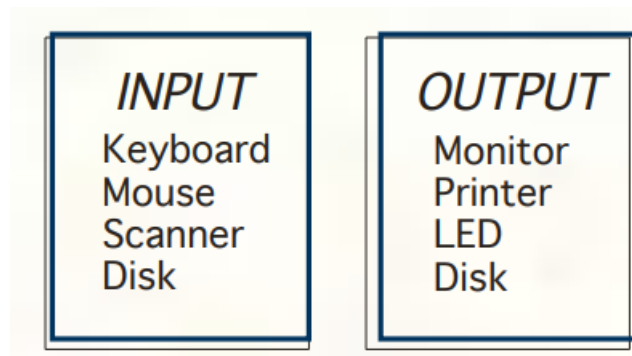 INPUT
Keyboard
Mouse
Scanner
Disk
OUTPUT
Monitor
Printer
LED
Disk